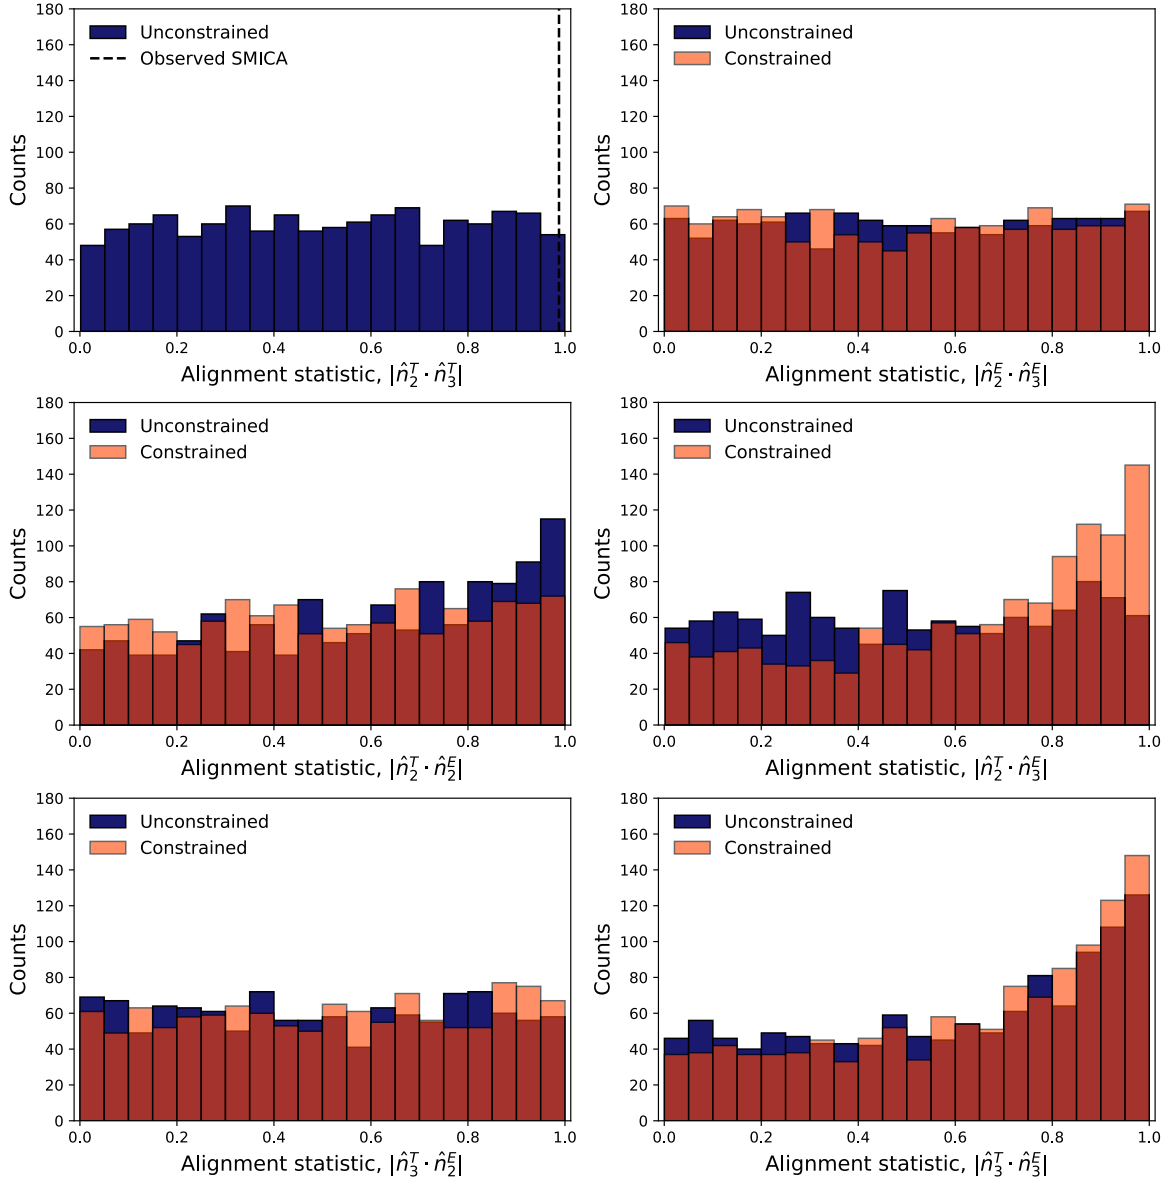 180
160
140
120
100
80
60
40
20
0
Counts
Unconstrained
Observed SMICA
0.0 0.2 0.4 0.6 0.8 1.0
Alignment statistic, |n̂₂ᵀ · n̂₃ᵀ|
180
160
140
120
100
80
60
40
20
0
Counts
Unconstrained
Constrained
0.0 0.2 0.4 0.6 0.8 1.0
Alignment statistic, |n̂₂ᴱ · n̂₃ᴱ|
180
160
140
120
100
80
60
40
20
0
Counts
Unconstrained
Constrained
0.0 0.2 0.4 0.6 0.8 1.0
Alignment statistic, |n̂₂ᵀ · n̂₂ᴱ|
180
160
140
120
100
80
60
40
20
0
Counts
Unconstrained
Constrained
0.0 0.2 0.4 0.6 0.8 1.0
Alignment statistic, |n̂₂ᵀ · n̂₃ᴱ|
180
160
140
120
100
80
60
40
20
0
Counts
Unconstrained
Constrained
0.0 0.2 0.4 0.6 0.8 1.0
Alignment statistic, |n̂₃ᵀ · n̂₂ᴱ|
180
160
140
120
100
80
60
40
20
0
Counts
Unconstrained
Constrained
0.0 0.2 0.4 0.6 0.8 1.0
Alignment statistic, |n̂₃ᵀ · n̂₃ᴱ|